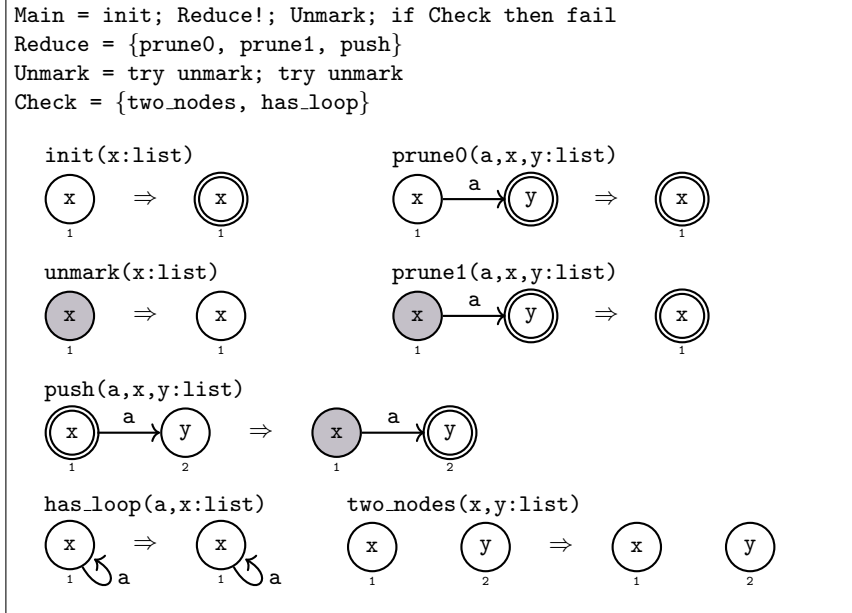 Main = init; Reduce!; Unmark; if Check then fail
Reduce = {prune0, prune1, push}
Unmark = try unmark; try unmark
Check = {two_nodes, has_loop}
init(x:list) prune0(a,x,y:list)
x ⇒ x x a y ⇒ x
1 1 1 1
unmark(x:list) prune1(a,x,y:list)
x ⇒ x x a y ⇒ x
1 1 1 1
push(a,x,y:list)
x a y ⇒ x a y
1 2 1 2
has_loop(a,x:list) two_nodes(x,y:list)
x ⇒ x x y ⇒ x y
1 a 1 a 1 2 1 2